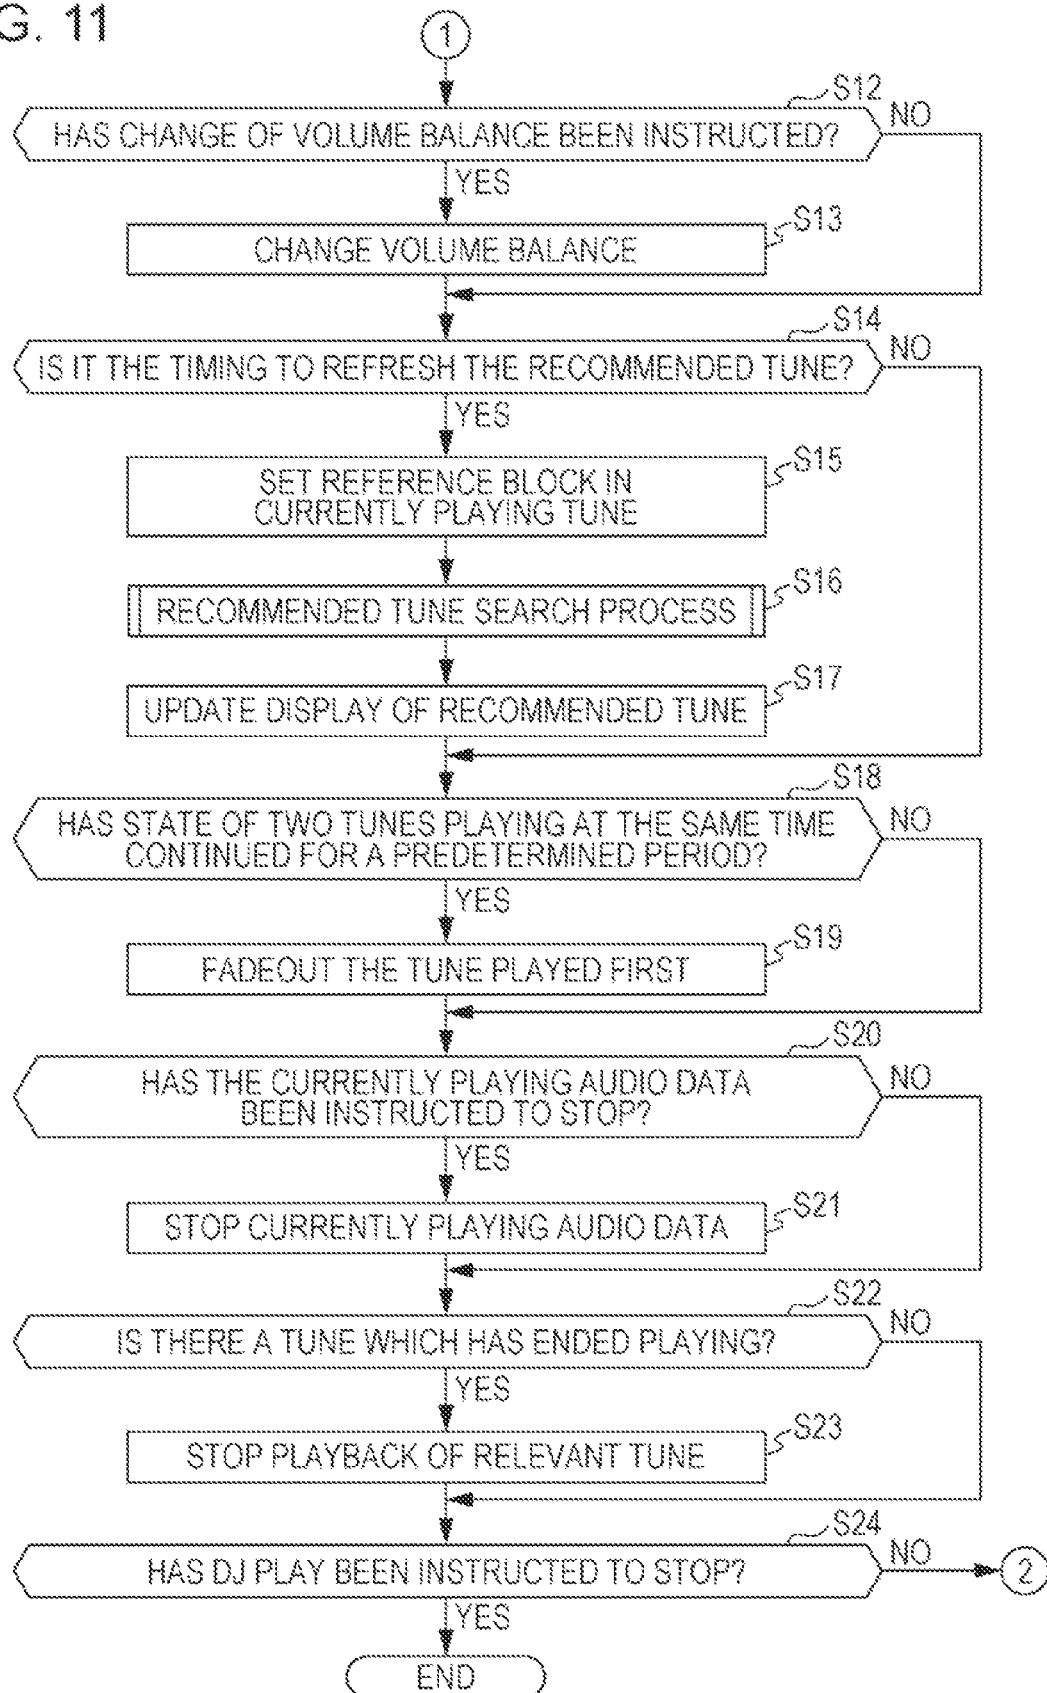 G. 11
1
S12
HAS CHANGE OF VOLUME BALANCE BEEN INSTRUCTED?
NO
YES
S13
CHANGE VOLUME BALANCE
S14
IS IT THE TIMING TO REFRESH THE RECOMMENDED TUNE?
NO
YES
S15
SET REFERENCE BLOCK IN
CURRENTLY PLAYING TUNE
S16
RECOMMENDED TUNE SEARCH PROCESS
S17
UPDATE DISPLAY OF RECOMMENDED TUNE
S18
HAS STATE OF TWO TUNES PLAYING AT THE SAME TIME
CONTINUED FOR A PREDETERMINED PERIOD?
NO
YES
S19
FADEOUT THE TUNE PLAYED FIRST
S20
HAS THE CURRENTLY PLAYING AUDIO DATA
BEEN INSTRUCTED TO STOP?
NO
YES
S21
STOP CURRENTLY PLAYING AUDIO DATA
S22
IS THERE A TUNE WHICH HAS ENDED PLAYING?
NO
YES
S23
STOP PLAYBACK OF RELEVANT TUNE
S24
HAS DJ PLAY BEEN INSTRUCTED TO STOP?
NO
2
YES
END